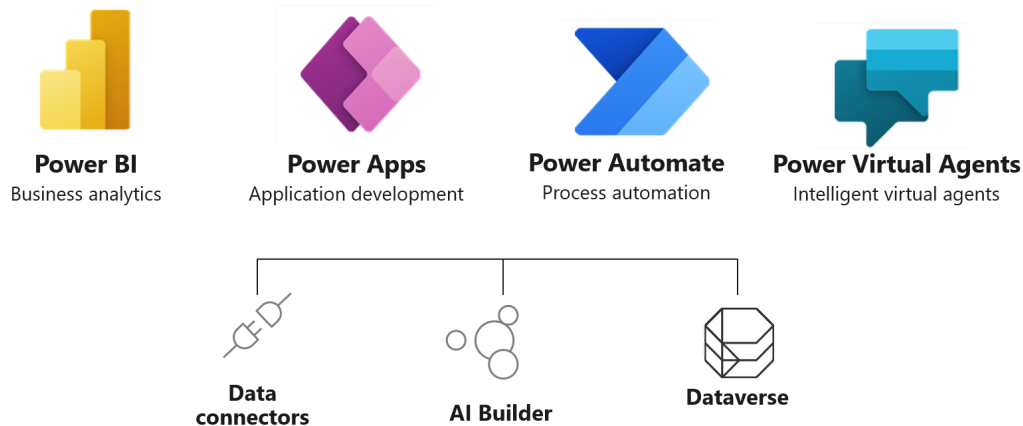 Power BI
Business analytics
Power Apps
Application development
Power Automate
Process automation
Power Virtual Agents
Intelligent virtual agents
Data
connectors
AI Builder
Dataverse